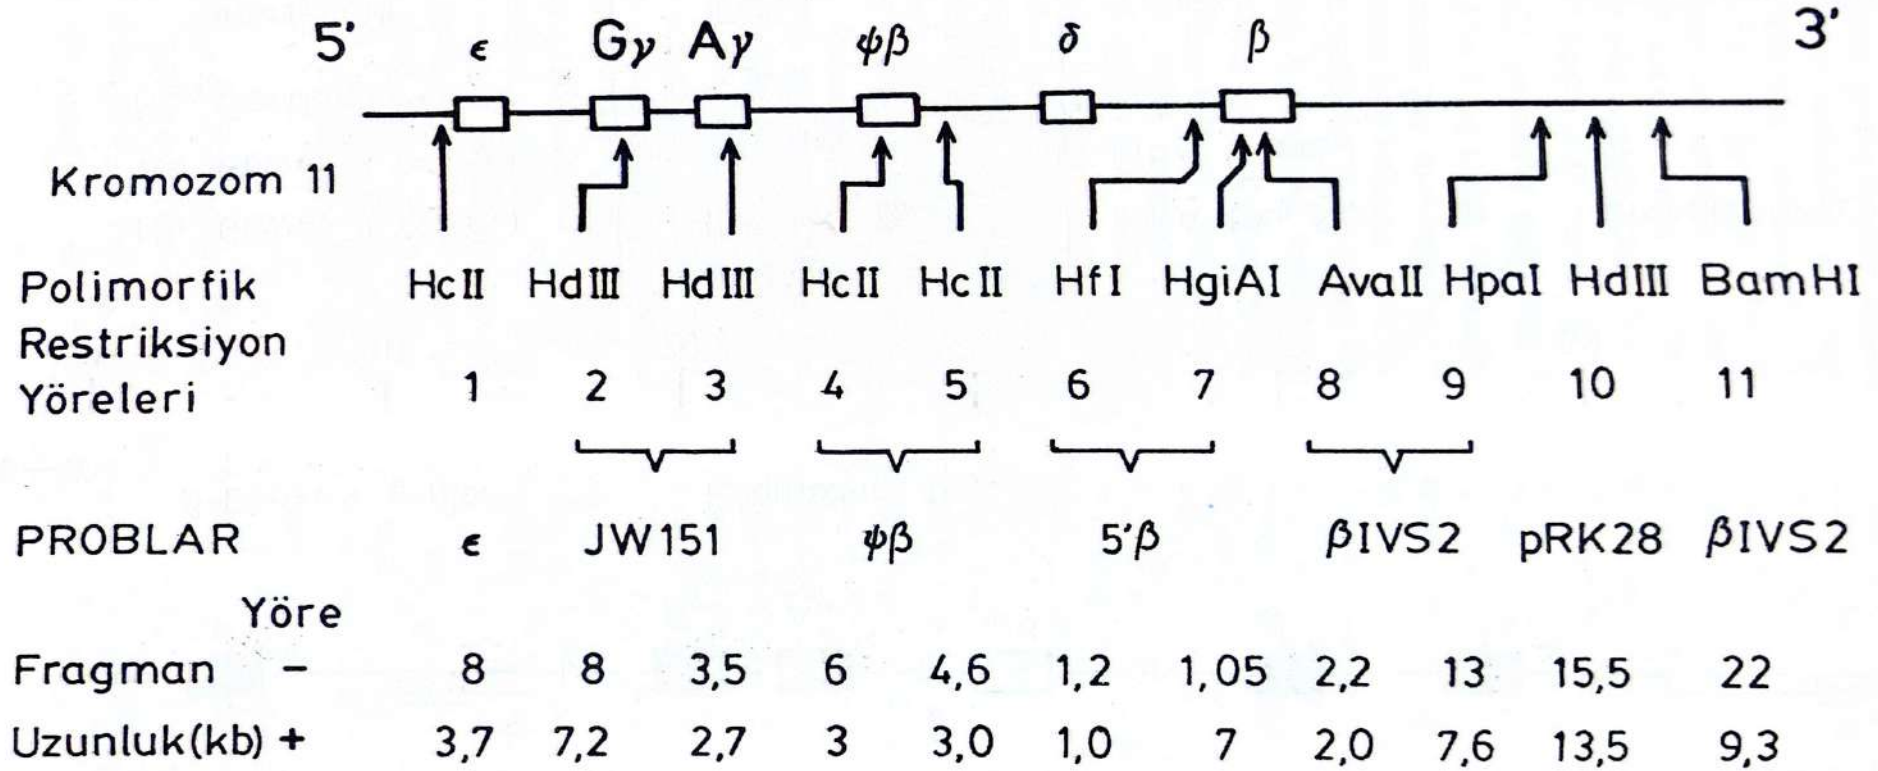 5' ϵ Gγ Aγ ψβ δ β 3'
Kromozom 11
Polimorfik HcII HdIII HdIII HcII HcII HfI HgiAI AvaII HpaI HdIII BamHI
Restriksiyon
Yöreleri 1 2 3 4 5 6 7 8 9 10 11
PROBLAR ϵ JW151 ψβ 5'β βIVS2 pRK28 βIVS2
Yöre
Fragman - 8 8 3,5 6 4,6 1,2 1,05 2,2 13 15,5 22
Uzunluk(kb) + 3,7 7,2 2,7 3 3,0 1,0 7 2,0 7,6 13,5 9,3